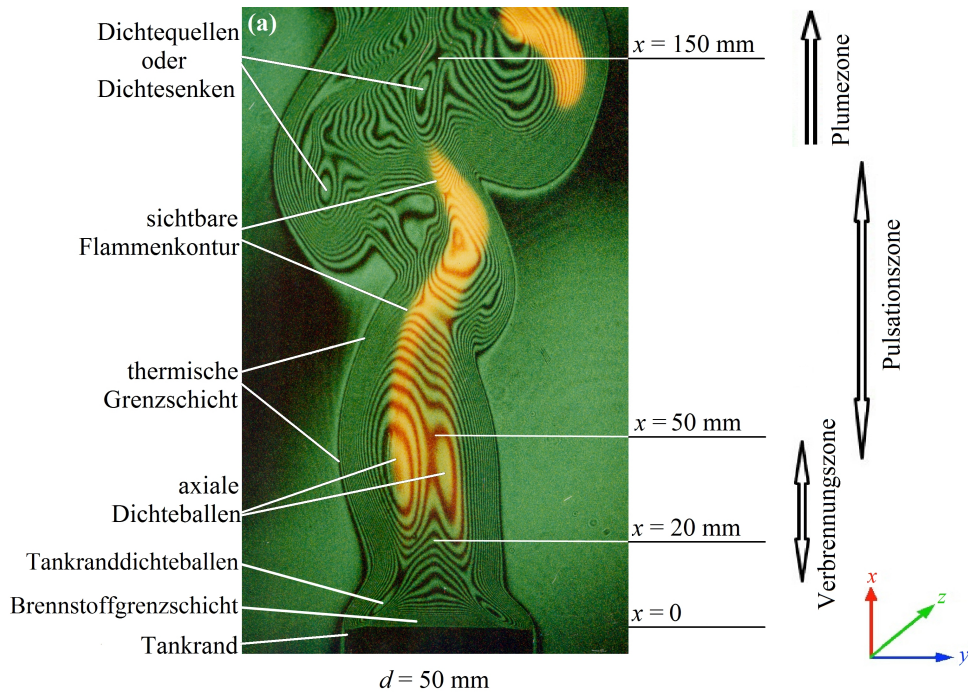 (a)
Dichtequellen
oder
Dichtesenken
sichtbare
Flammenkontur
thermische
Grenzschicht
axiale
Dichteballen
Tankranddichteballen
Brennstoffgrenzschicht
Tankrand
x = 150 mm
x = 50 mm
x = 20 mm
x = 0
d = 50 mm
Plumezone
Pulsationszone
Verbrennungszone
x
z
y